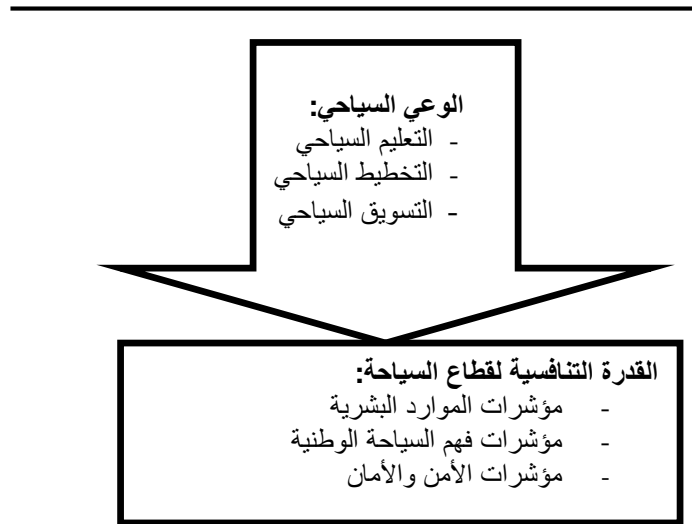 الوعي السياحي:
- التعليم السياحي
- التخطيط السياحي
- التسويق السياحي
القدرة التنافسية لقطاع السياحة:
- مؤشرات الموارد البشرية
- مؤشرات فهم السياحة الوطنية
- مؤشرات الأمن والأمان